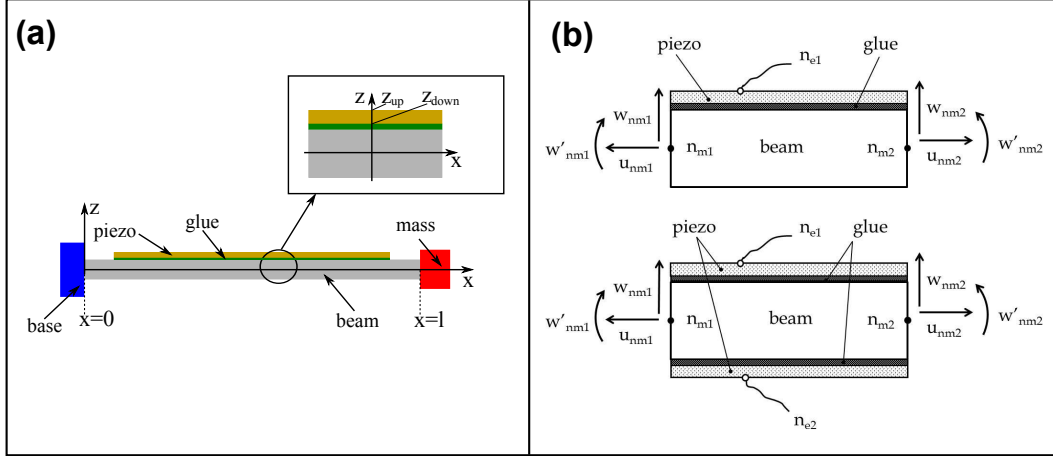 (a)
z
z_up
z_down
x
z
piezo
glue
mass
x
base
x=0
beam
x=l
(b)
piezo
n_e1
glue
w_nm1
w_nm2
w'_nm1
u_nm1
n_m1
beam
n_m2
u_nm2
w'_nm2
piezo
n_e1
glue
w_nm1
w_nm2
w'_nm1
u_nm1
n_m1
beam
n_m2
u_nm2
w'_nm2
n_e2